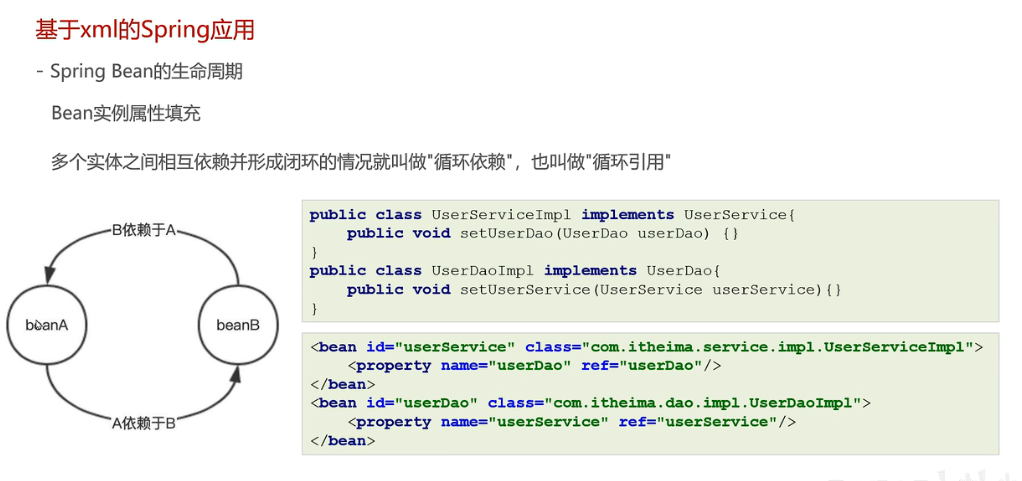 基于xml的Spring应用
- Spring Bean的生命周期
Bean实例属性填充
多个实体之间相互依赖并形成闭环的情况就叫做"循环依赖"，也叫做"循环引用"
B依赖于A
beanA
beanB
A依赖于B
public class UserServiceImpl implements UserService{
    public void setUserDao(UserDao userDao) {}
}
public class UserDaoImpl implements UserDao{
    public void setUserService(UserService userService){}
}
<bean id="userService" class="com.itheima.service.impl.UserServiceImpl">
    <property name="userDao" ref="userDao"/>
</bean>
<bean id="userDao" class="com.itheima.dao.impl.UserDaoImpl">
    <property name="userService" ref="userService"/>
</bean>